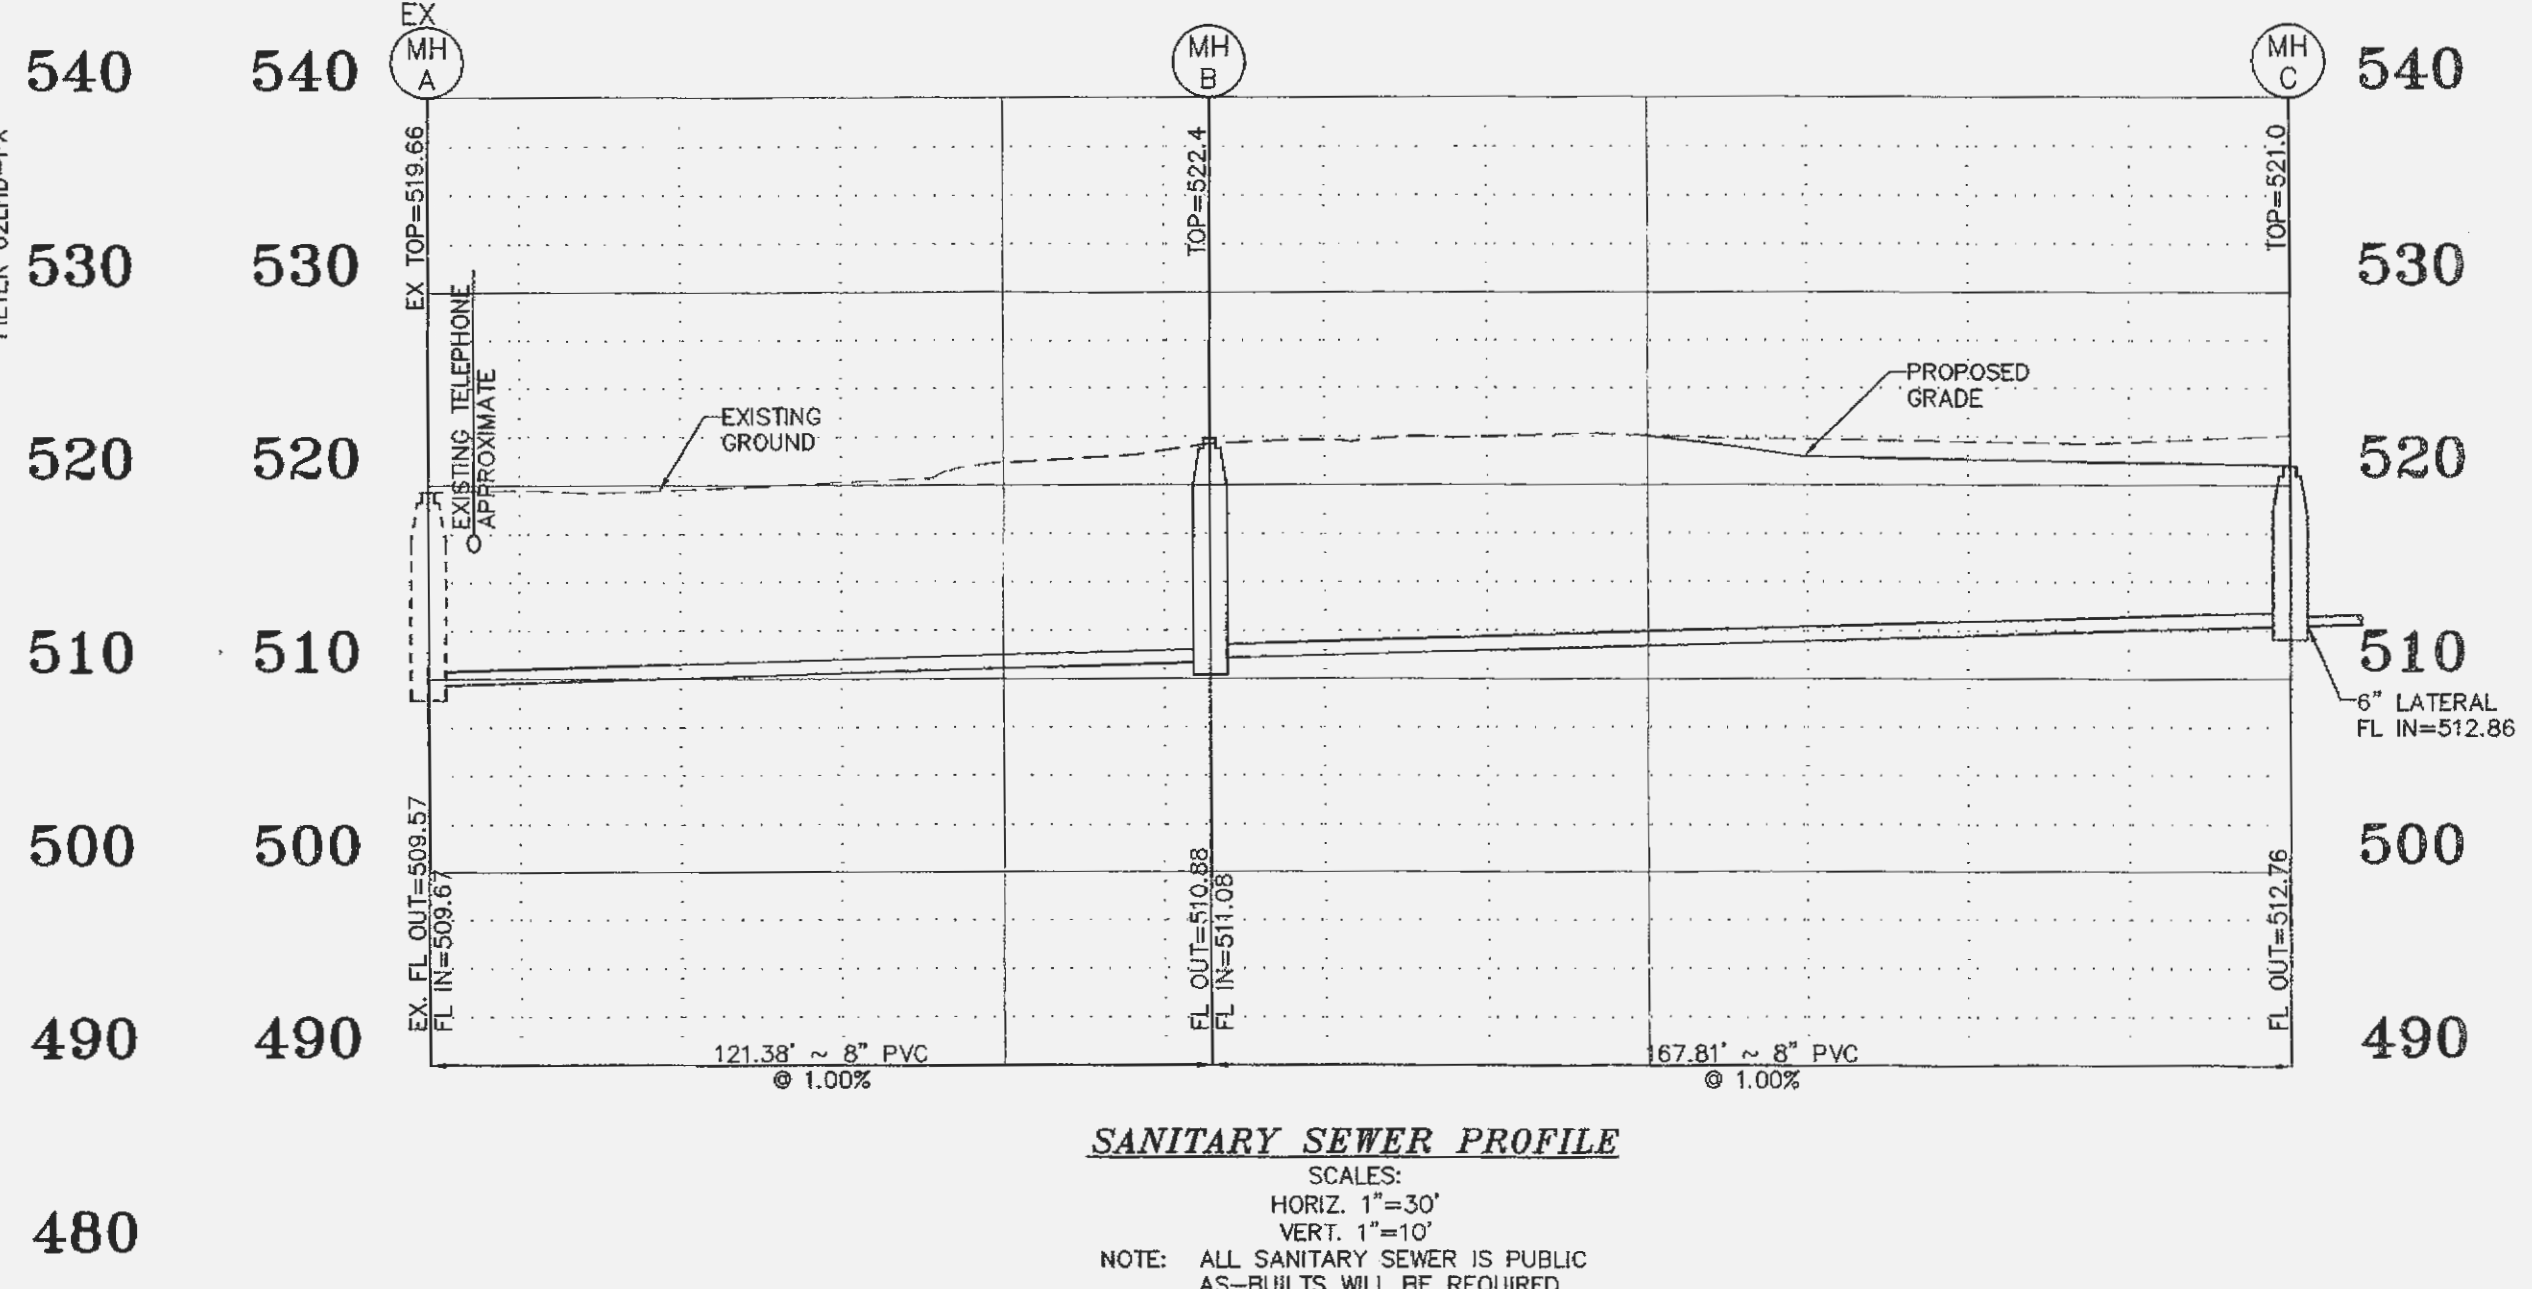 EX
MH
A
MH
B
MH
C
540 540 540
530 530 530
520 520 520
510 510 510
500 500 500
490 490 490
480
EX TOP=519.66
TOP=522.4
TOP=521.0
EXISTING TELEPHONE
APPROXIMATE
EXISTING
GROUND
PROPOSED
GRADE
6" LATERAL
FL IN=512.86
EX. FL OUT=509.57
FL IN=509.67
FL OUT=510.88
FL IN=511.08
FL OUT=512.76
121.38' ~ 8" PVC
@ 1.00%
167.81' ~ 8" PVC
@ 1.00%
SANITARY SEWER PROFILE
SCALES:
HORIZ. 1"=30'
VERT. 1"=10'
NOTE: ALL SANITARY SEWER IS PUBLIC
AS-BUILTS WILL BE REQUIRED